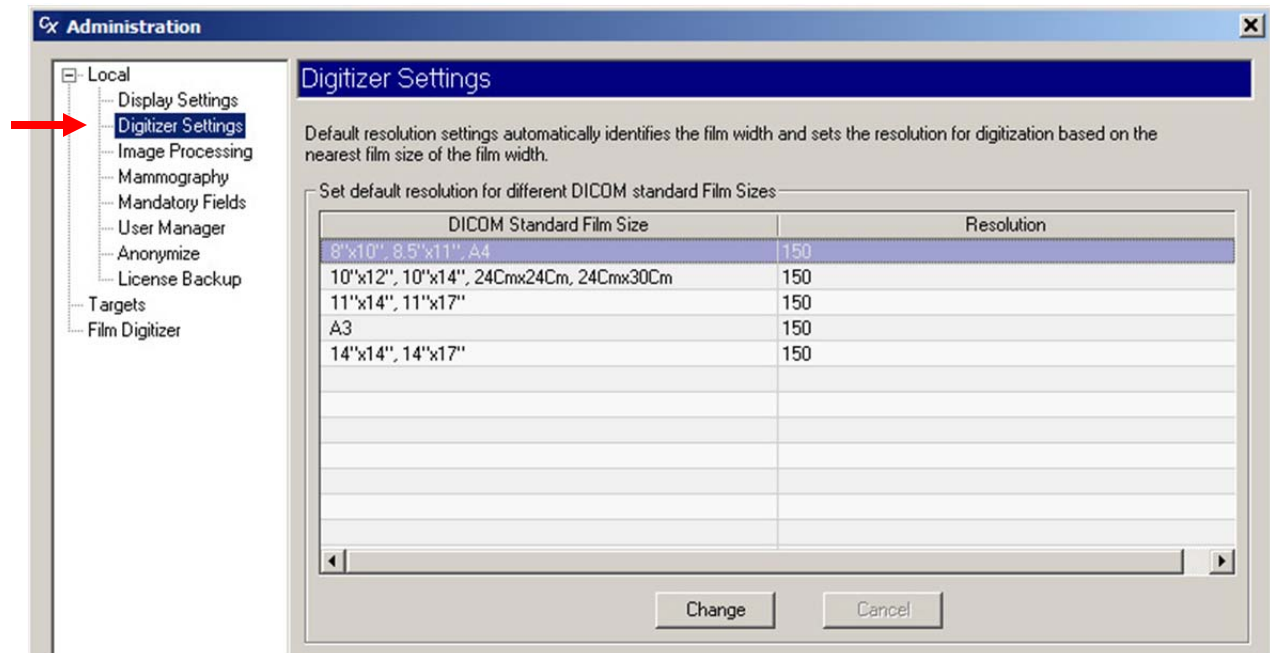 Cx Administration
Local
Display Settings
Digitizer Settings
Image Processing
Mammography
Mandatory Fields
User Manager
Anonymize
License Backup
Targets
Film Digitizer
Digitizer Settings
Default resolution settings automatically identifies the film width and sets the resolution for digitization based on the
nearest film size of the film width.
Set default resolution for different DICOM standard Film Sizes
DICOM Standard Film Size Resolution
8"x10", 8.5"x11", A4 150
10"x12", 10"x14", 24Cmx24Cm, 24Cmx30Cm 150
11"x14", 11"x17" 150
A3 150
14"x14", 14"x17" 150
Change Cancel